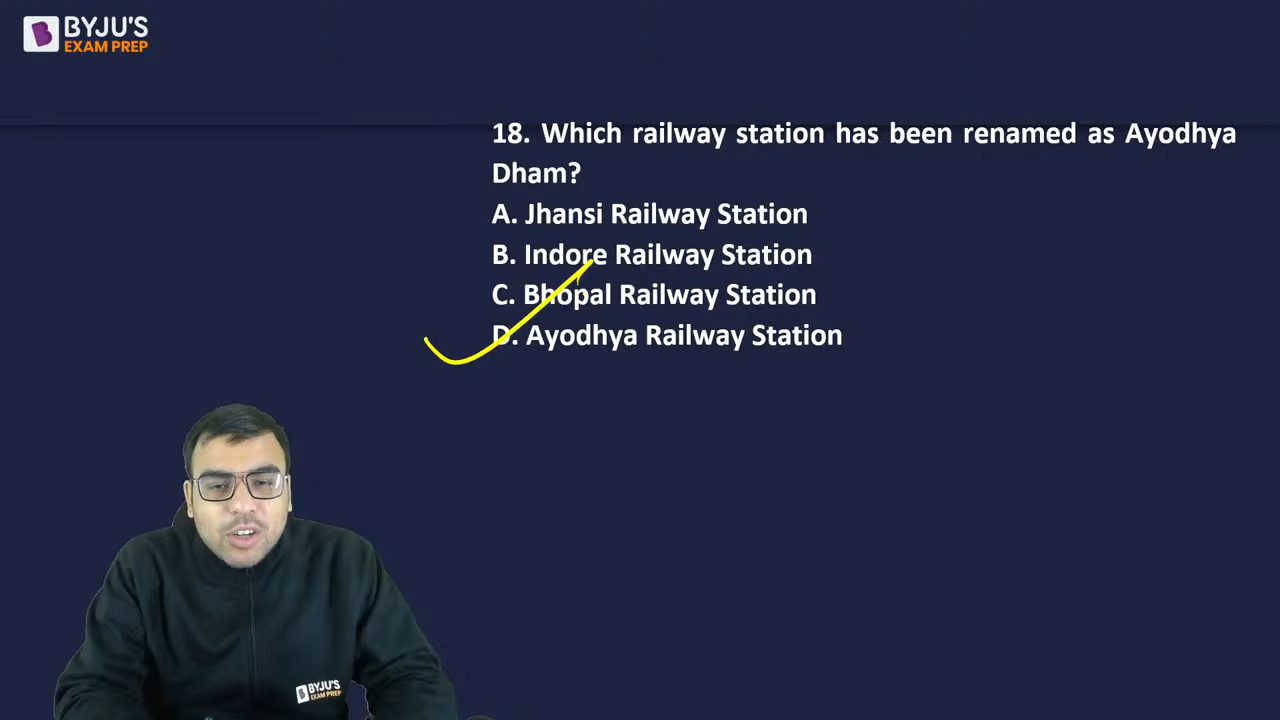 BYJU'S
EXAM PREP
18. Which railway station has been renamed as Ayodhya
Dham?
A. Jhansi Railway Station
B. Indore Railway Station
C. Bhopal Railway Station
D. Ayodhya Railway Station
BYJU'S
EXAM PREP